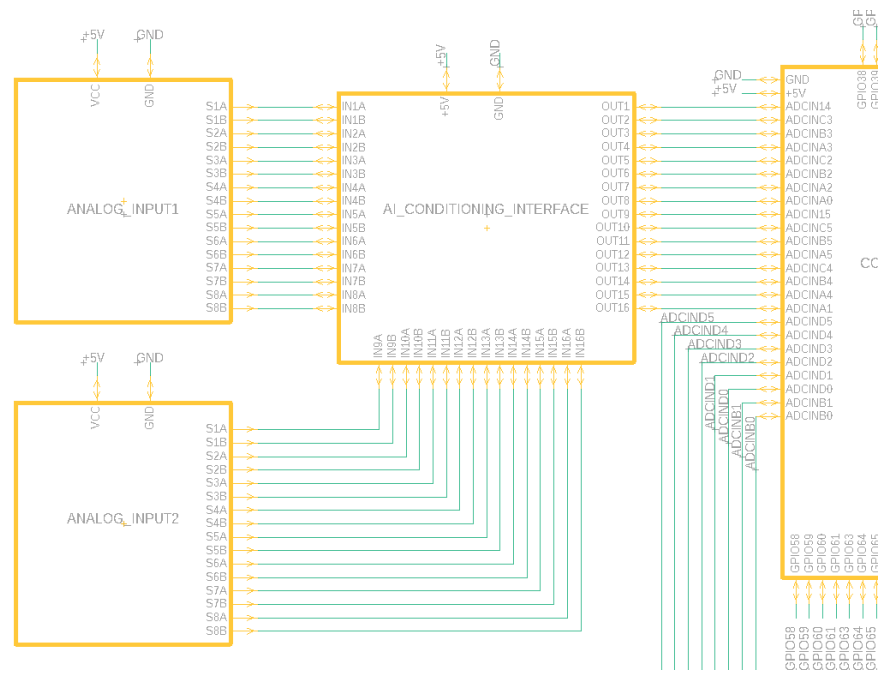 +5V
GND
VCC
GND
S1A
S1B
S2A
S2B
S3A
S3B
S4A
S4B
S5A
S5B
S6A
S6B
S7A
S7B
S8A
S8B
ANALOG_INPUT1
+5V
GND
+5V
GND
IN1A
IN1B
IN2A
IN2B
IN3A
IN3B
IN4A
IN4B
IN5A
IN5B
IN6A
IN6B
IN7A
IN7B
IN8A
IN8B
AI_CONDITIONING_INTERFACE
OUT1
OUT2
OUT3
OUT4
OUT5
OUT6
OUT7
OUT8
OUT9
OUT10
OUT11
OUT12
OUT13
OUT14
OUT15
OUT16
IN9A
IN9B
IN10A
IN10B
IN11A
IN11B
IN12A
IN12B
IN13A
IN13B
IN14A
IN14B
IN15A
IN15B
IN16A
IN16B
+5V
GND
VCC
GND
S1A
S1B
S2A
S2B
S3A
S3B
S4A
S4B
S5A
S5B
S6A
S6B
S7A
S7B
S8A
S8B
ANALOG_INPUT2
GND
+5V
GND
+5V
ADCIN14
ADCINC3
ADCINB3
ADCINA3
ADCINC2
ADCINB2
ADCINA2
ADCINA0
ADCIN15
ADCINC5
ADCINB5
ADCINA5
ADCINC4
ADCINB4
ADCINA4
ADCINA1
ADCIND5
ADCIND4
ADCIND3
ADCIND2
ADCIND1
ADCIND0
ADCINB1
ADCINB0
ADCIND5
ADCIND4
ADCIND3
ADCIND2
ADCIND1
ADCIND0
ADCINB1
ADCINB0
GP
GP
GPIO38
GPIO39
CO
GPIO58
GPIO59
GPIO60
GPIO61
GPIO63
GPIO64
GPIO65
GPIO58
GPIO59
GPIO60
GPIO61
GPIO63
GPIO64
GPIO65